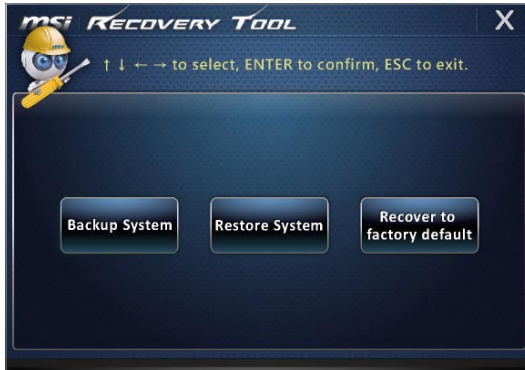 msi RECOVERY TOOL X
↑ ↓ ← → to select, ENTER to confirm, ESC to exit.
Backup System
Restore System
Recover to
factory default